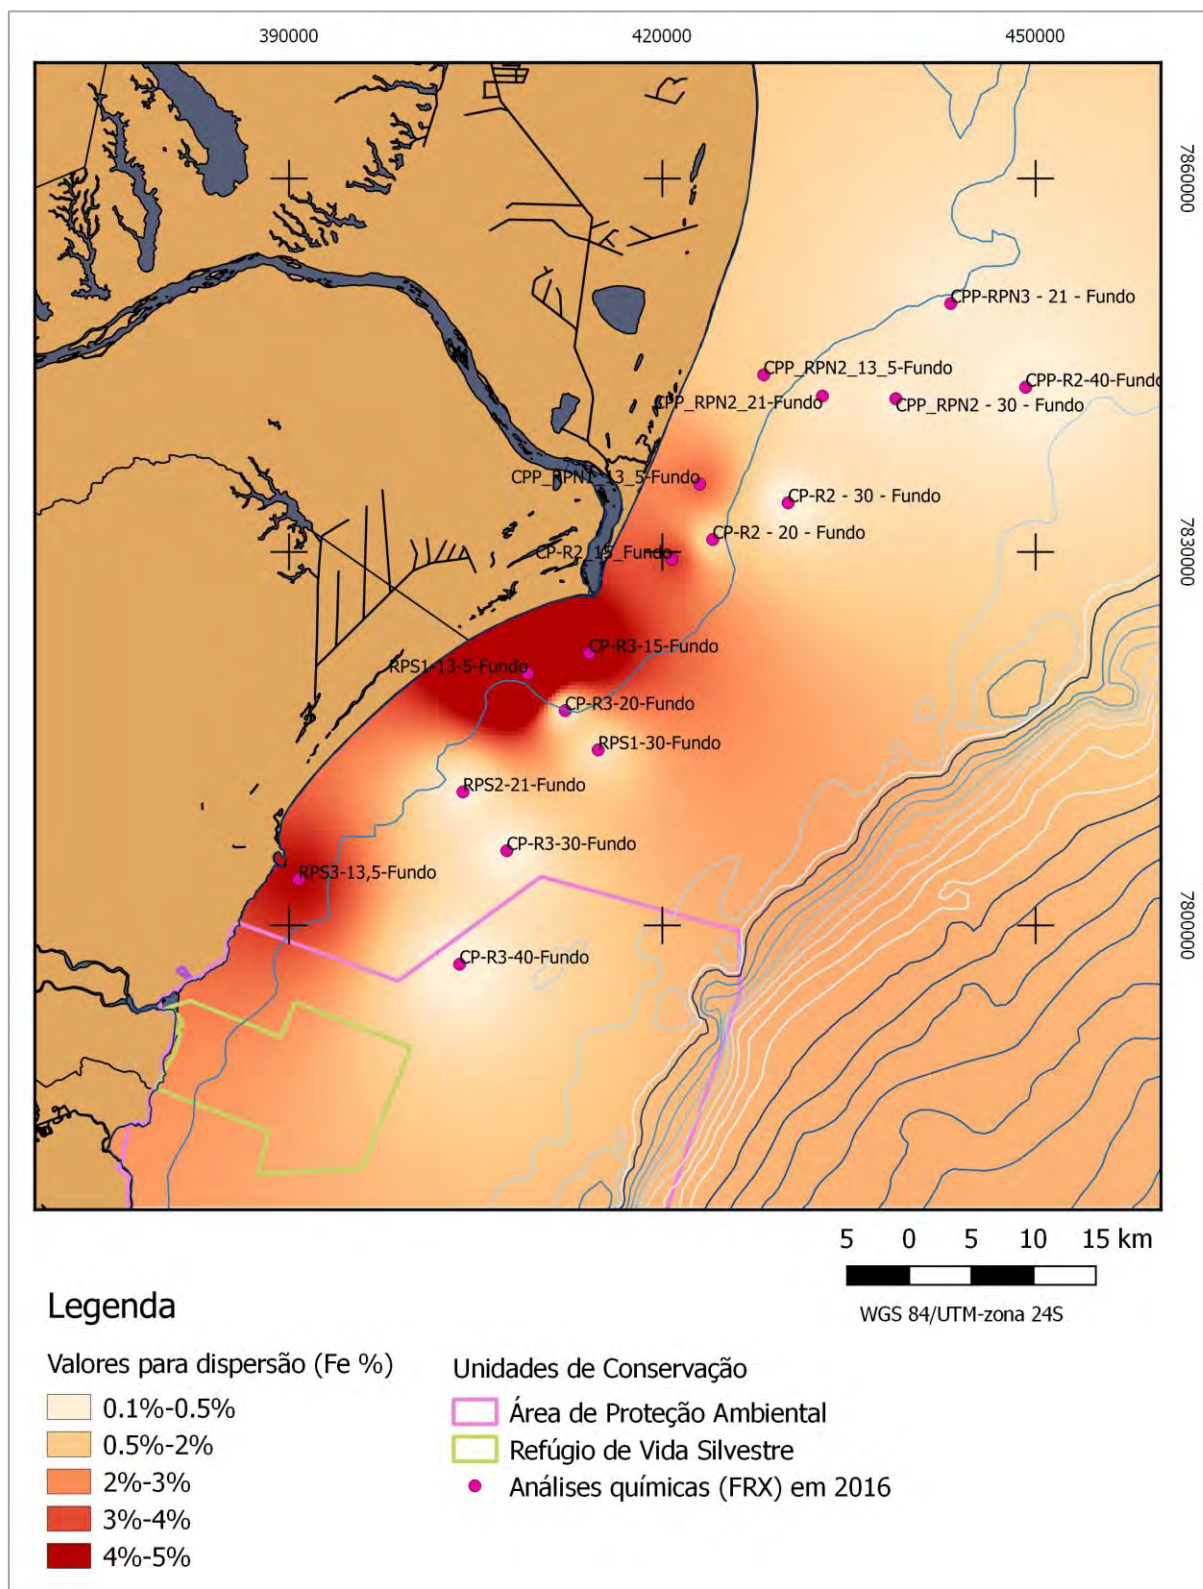 390000 420000 450000
7860000
CPP-RPN3 - 21 - Fundo
CPP_RPN2_13_5-Fundo
CPP-R2-40-Fundo
CPP_RPN2_21-Fundo
CPP_RPN2 - 30 - Fundo
CPP_RPN1_13_5-Fundo
CP-R2 - 30 - Fundo
CP-R2 - 20 - Fundo
CP-R2_15_Fundo
7830000
CP-R3-15-Fundo
RPS1-13-5-Fundo
CP-R3-20-Fundo
RPS1-30-Fundo
RPS2-21-Fundo
CP-R3-30-Fundo
RPS3-13,5-Fundo
7800000
CP-R3-40-Fundo
5 0 5 10 15 km
WGS 84/UTM-zona 24S
Legenda
Valores para dispersão (Fe %)
0.1%-0.5%
0.5%-2%
2%-3%
3%-4%
4%-5%
Unidades de Conservação
Área de Proteção Ambiental
Refúgio de Vida Silvestre
Análises químicas (FRX) em 2016